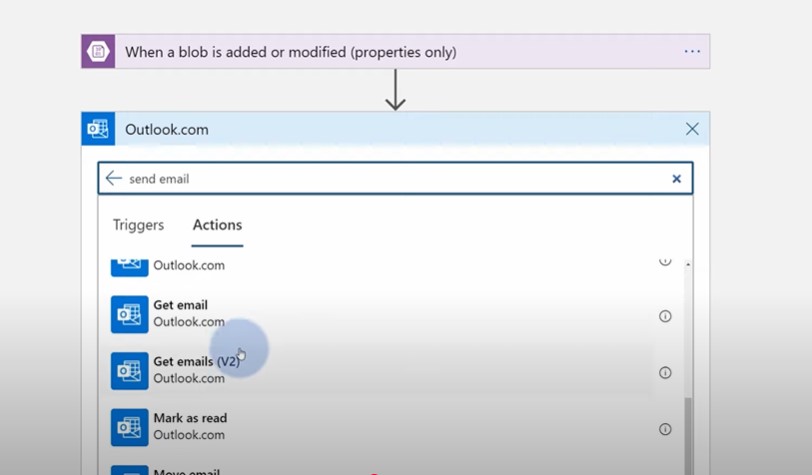 When a blob is added or modified (properties only)
Outlook.com
send email
Triggers
Actions
Outlook.com
Get email
Outlook.com
Get emails (V2)
Outlook.com
Mark as read
Outlook.com
Move email